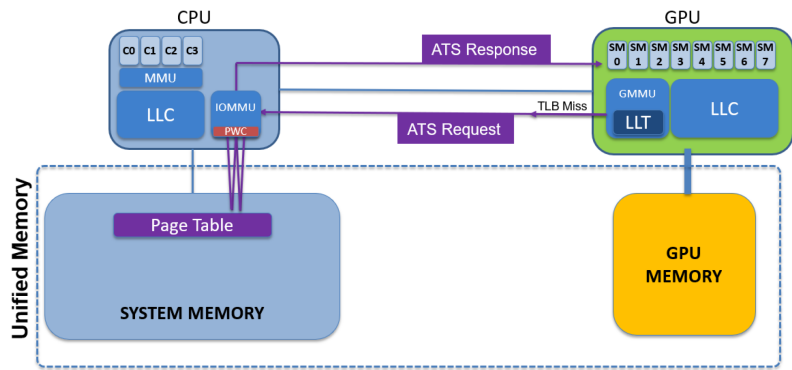 CPU
GPU
C0 C1 C2 C3
MMU
LLC
IOMMU
PWC
ATS Response
TLB Miss
ATS Request
SM 0
SM 1
SM 2
SM 3
SM 4
SM 5
SM 6
SM 7
GMMU
LLT
LLC
Unified Memory
Page Table
SYSTEM MEMORY
GPU
MEMORY